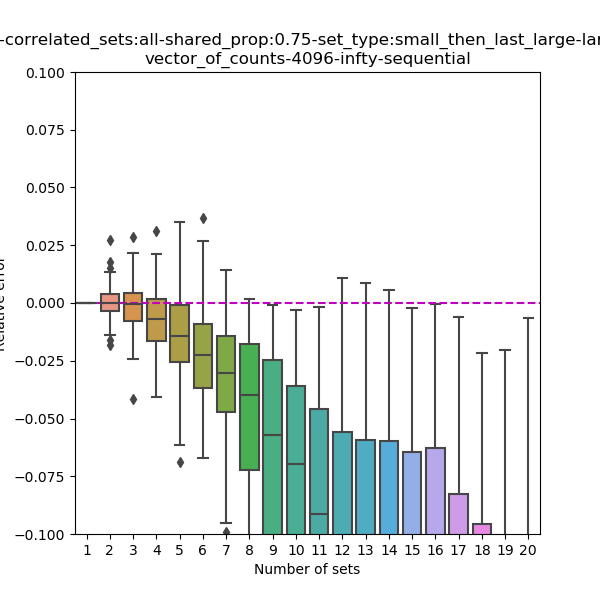 -correlated_sets:all-shared_prop:0.75-set_type:small_then_last_large-
vector_of_counts-4096-infty-sequential
0.100
0.075
0.050
0.025
0.000
−0.025
−0.050
−0.075
−0.100
Relative error
1 2 3 4 5 6 7 8 9 10 11 12 13 14 15 16 17 18 19 20
Number of sets